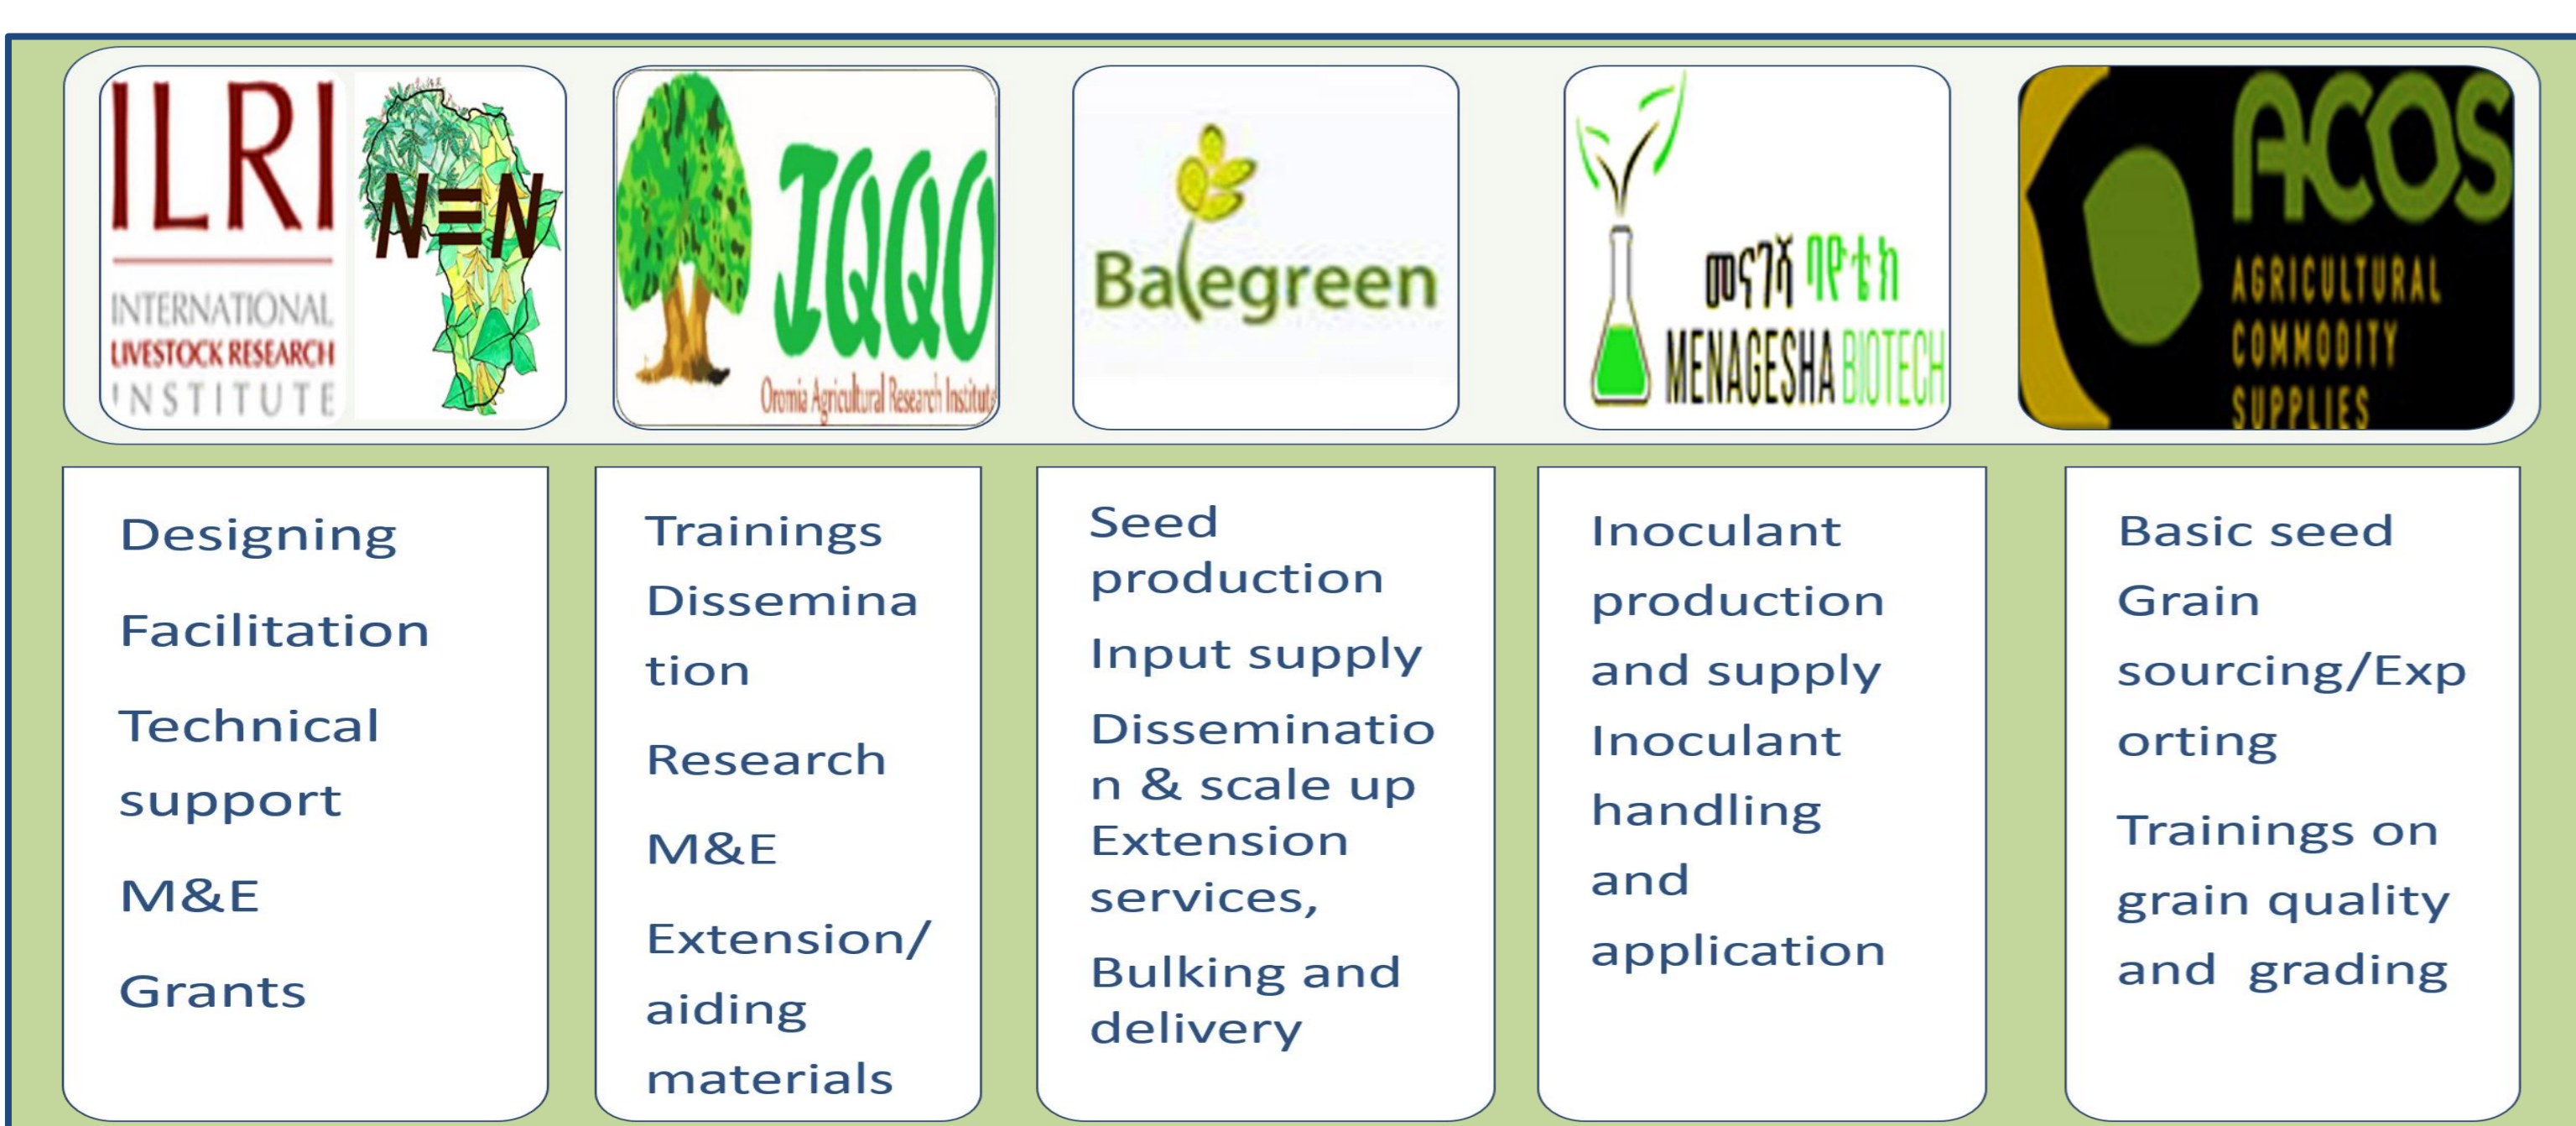 ILRI
INTERNATIONAL
LIVESTOCK RESEARCH
INSTITUTE
N=N
JQQO
Oromia Agricultural Research Institute
Balegreen
መናገሻ ባዮቴክ
MENAGESHA BIOTECH
ACOS
AGRICULTURAL
COMMODITY
SUPPLIES
Designing
Facilitation
Technical
support
M&E
Grants
Trainings
Dissemina
tion
Research
M&E
Extension/
aiding
materials
Seed
production
Input supply
Disseminatio
n & scale up
Extension
services,
Bulking and
delivery
Inoculant
production
and supply
Inoculant
handling
and
application
Basic seed
Grain
sourcing/Exp
orting
Trainings on
grain quality
and grading